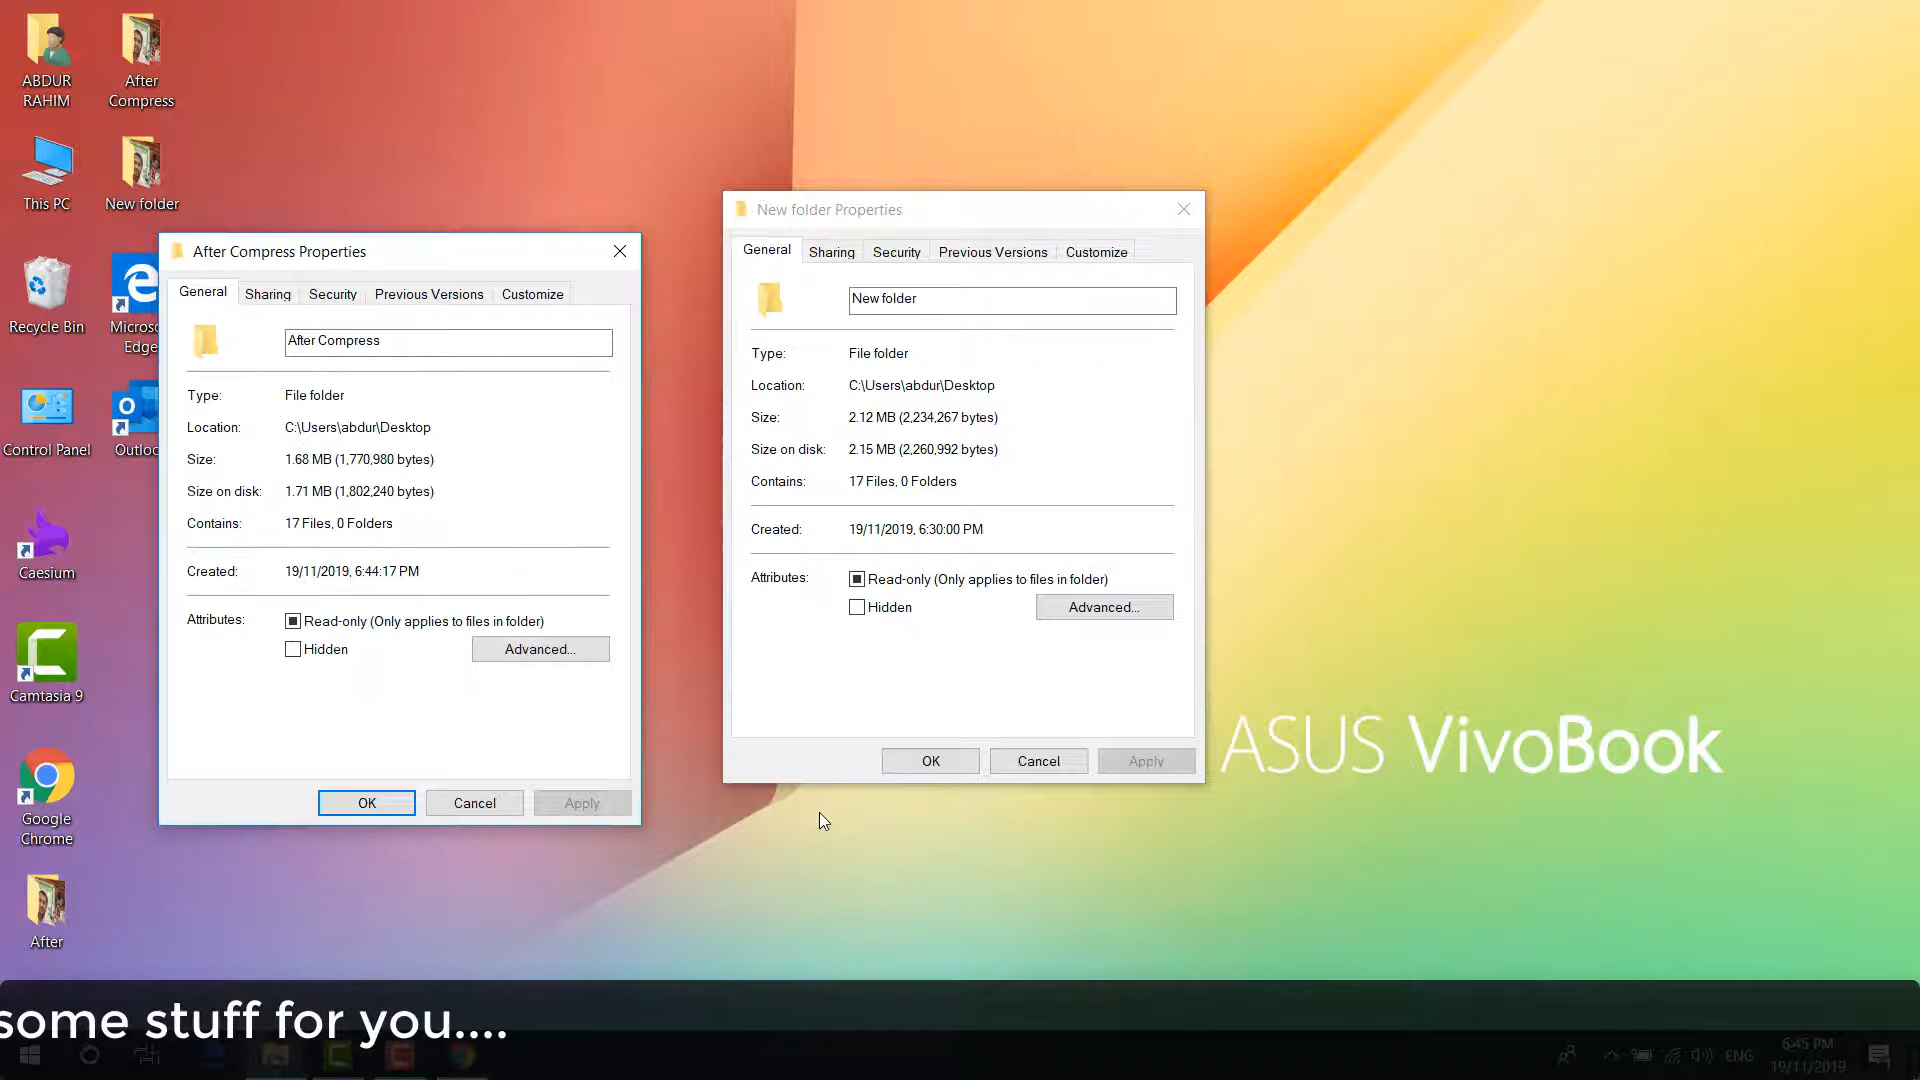 ABDUR
RAHIM
After
Compress
This PC
New folder
Recycle Bin
Micros
Edge
Control Panel
Outloo
Caesium
Camtasia 9
Google
Chrome
After
After Compress Properties
General
Sharing
Security
Previous Versions
Customize
After Compress
Type:
File folder
Location:
C:\Users\abdur\Desktop
Size:
1.68 MB (1,770,980 bytes)
Size on disk:
1.71 MB (1,802,240 bytes)
Contains:
17 Files, 0 Folders
Created:
19/11/2019, 6:44:17 PM
Attributes:
Read-only (Only applies to files in folder)
Hidden
Advanced...
OK
Cancel
Apply
New folder Properties
General
Sharing
Security
Previous Versions
Customize
New folder
Type:
File folder
Location:
C:\Users\abdur\Desktop
Size:
2.12 MB (2,234,267 bytes)
Size on disk:
2.15 MB (2,260,992 bytes)
Contains:
17 Files, 0 Folders
Created:
19/11/2019, 6:30:00 PM
Attributes:
Read-only (Only applies to files in folder)
Hidden
Advanced...
OK
Cancel
Apply
ASUS VivoBook
some stuff for you....
ENG
6:45 PM
19/11/2019